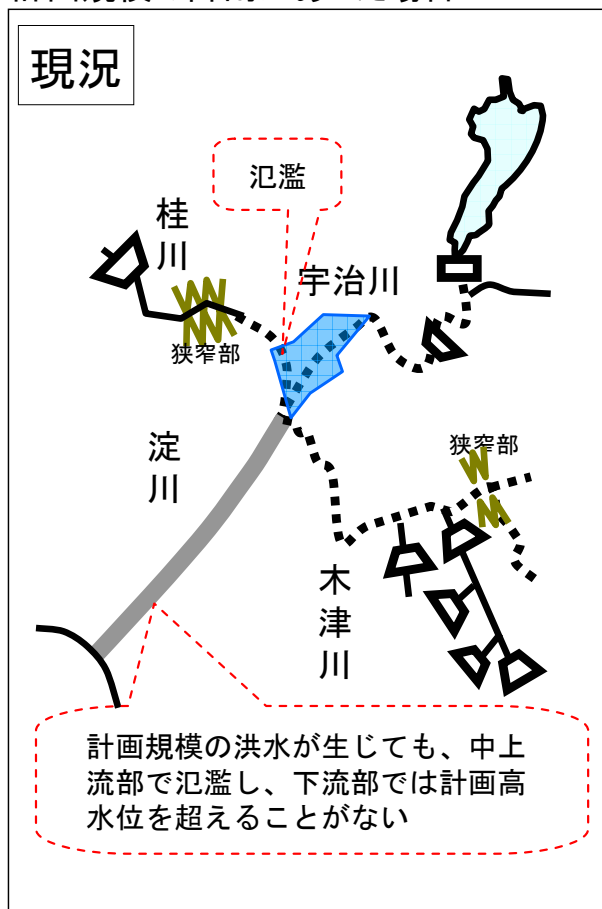 現況
氾濫
桂川
宇治川
狭窄部
淀川
狭窄部
木津川
計画規模の洪水が生じても、中上
流部で氾濫し、下流部では計画高
水位を超えることがない